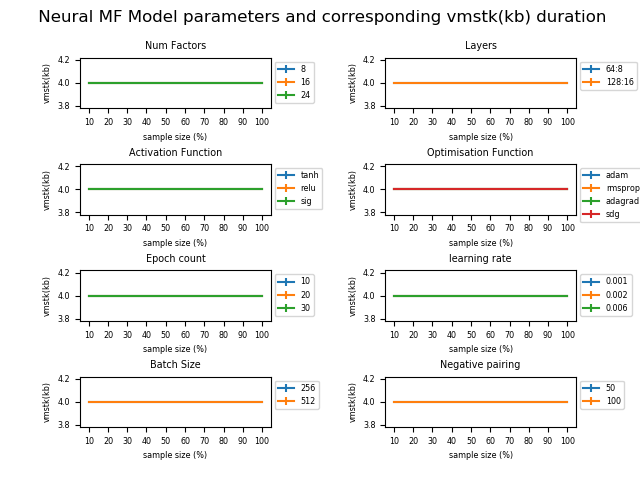 Neural MF Model parameters and corresponding vmstk(kb) duration
Num Factors
4.2
4.0
3.8
vmstk(kb)
10 20 30 40 50 60 70 80 90 100
sample size (%)
8
16
24
Layers
4.2
4.0
3.8
vmstk(kb)
10 20 30 40 50 60 70 80 90 100
sample size (%)
64:8
128:16
Activation Function
4.2
4.0
3.8
vmstk(kb)
10 20 30 40 50 60 70 80 90 100
sample size (%)
tanh
relu
sig
Optimisation Function
4.2
4.0
3.8
vmstk(kb)
10 20 30 40 50 60 70 80 90 100
sample size (%)
adam
rmsprop
adagrad
sdg
Epoch count
4.2
4.0
3.8
vmstk(kb)
10 20 30 40 50 60 70 80 90 100
sample size (%)
10
20
30
learning rate
4.2
4.0
3.8
vmstk(kb)
10 20 30 40 50 60 70 80 90 100
sample size (%)
0.001
0.002
0.006
Batch Size
4.2
4.0
3.8
vmstk(kb)
10 20 30 40 50 60 70 80 90 100
sample size (%)
256
512
Negative pairing
4.2
4.0
3.8
vmstk(kb)
10 20 30 40 50 60 70 80 90 100
sample size (%)
50
100